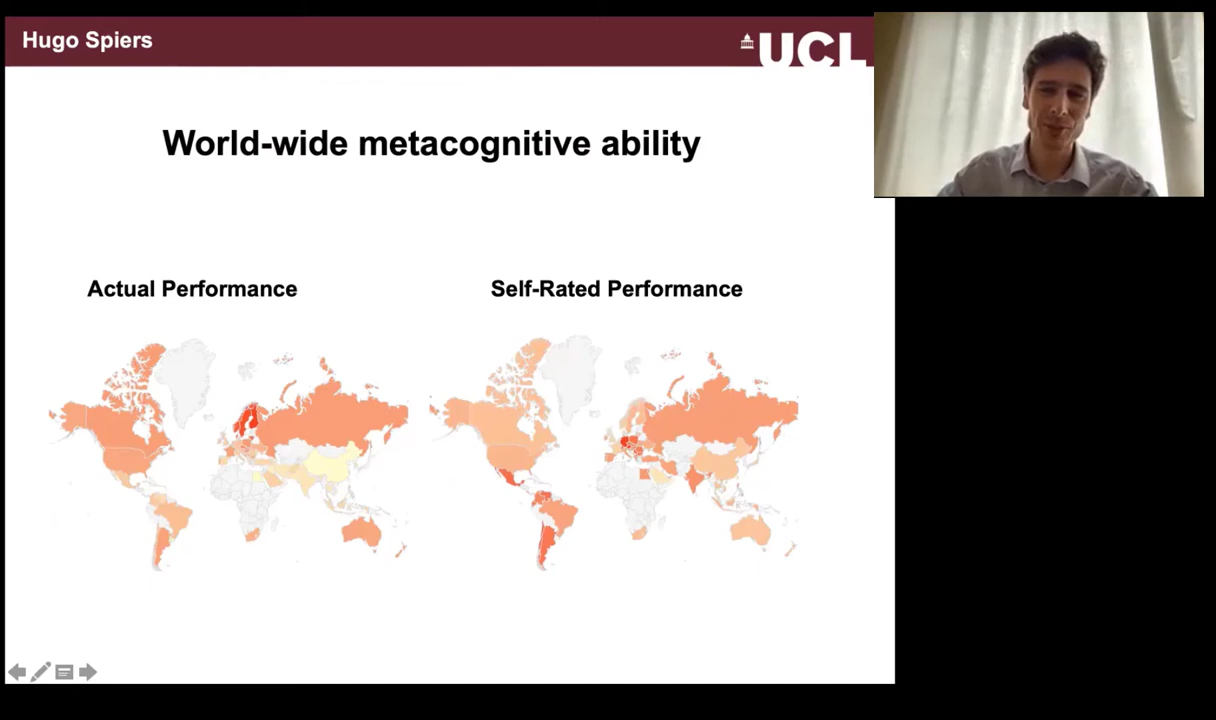 Hugo Spiers
UCL
World-wide metacognitive ability
Actual Performance
Self-Rated Performance